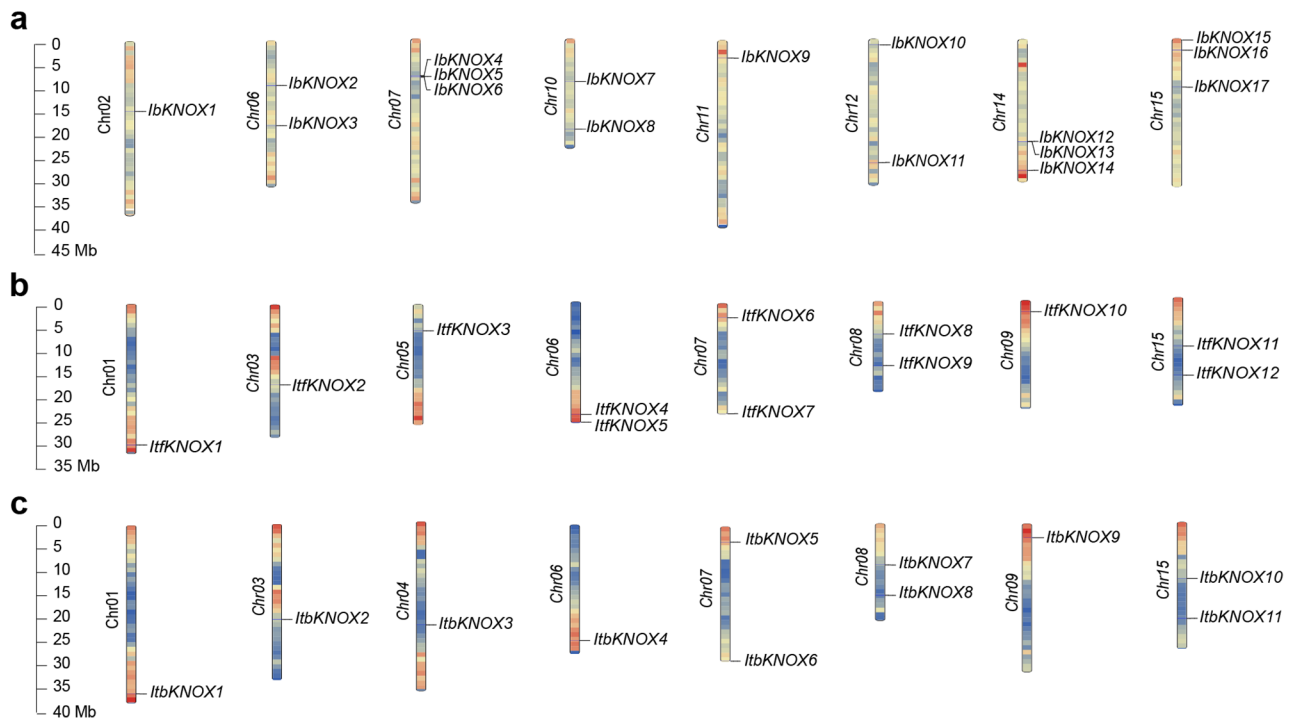 a
0
5
10
15
20
25
30
35
40
45 Mb
Chr02
IbKNOX1
Chr06
IbKNOX2
IbKNOX3
Chr07
IbKNOX4
IbKNOX5
IbKNOX6
Chr10
IbKNOX7
IbKNOX8
Chr11
IbKNOX9
Chr12
IbKNOX10
IbKNOX11
Chr14
IbKNOX12
IbKNOX13
IbKNOX14
Chr15
IbKNOX15
IbKNOX16
IbKNOX17
b
0
5
10
15
20
25
30
35 Mb
Chr01
ItfKNOX1
Chr03
ItfKNOX2
Chr05
ItfKNOX3
Chr06
ItfKNOX4
ItfKNOX5
Chr07
ItfKNOX6
ItfKNOX7
Chr08
ItfKNOX8
ItfKNOX9
Chr09
ItfKNOX10
Chr15
ItfKNOX11
ItfKNOX12
c
0
5
10
15
20
25
30
35
40 Mb
Chr01
ItbKNOX1
Chr03
ItbKNOX2
Chr04
ItbKNOX3
Chr06
ItbKNOX4
Chr07
ItbKNOX5
ItbKNOX6
Chr08
ItbKNOX7
ItbKNOX8
Chr09
ItbKNOX9
Chr15
ItbKNOX10
ItbKNOX11